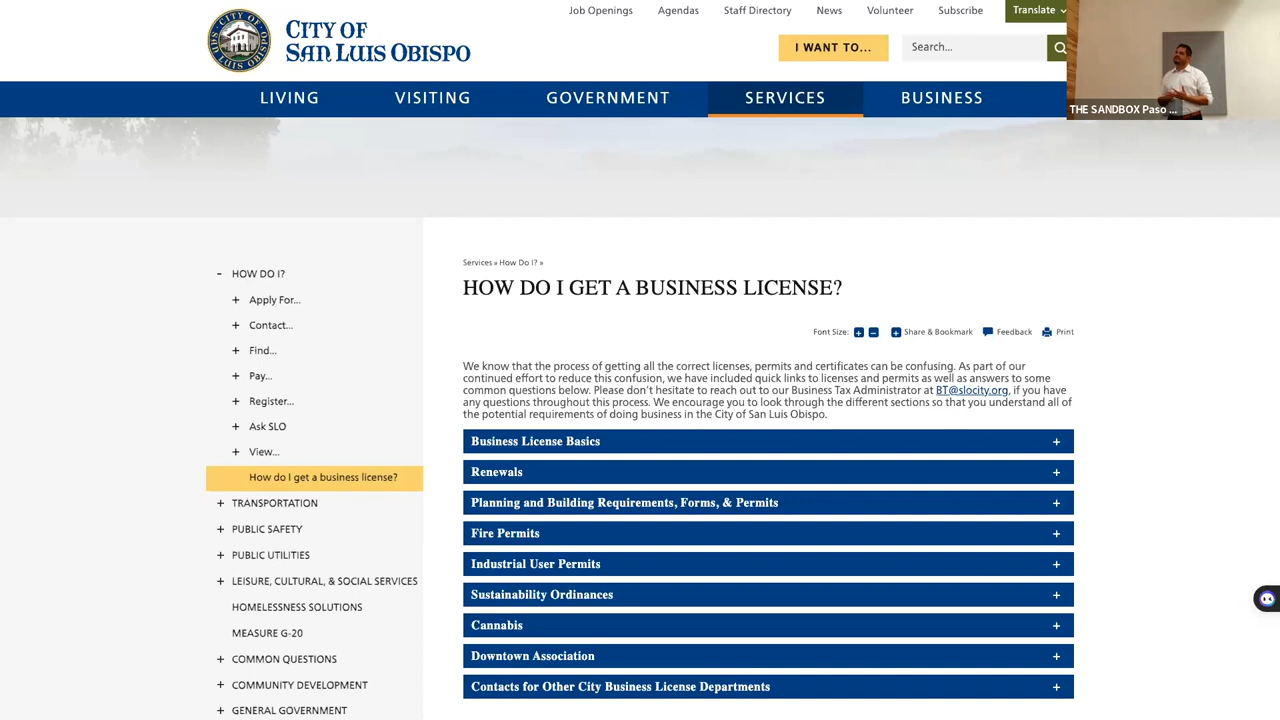 Job Openings
Agendas
Staff Directory
News
Volunteer
Subscribe
Translate
CITY OF
SAN LUIS OBISPO
CITY OF
SAN LUIS OBISPO
I WANT TO...
Search...
LIVING
VISITING
GOVERNMENT
SERVICES
BUSINESS
THE SANDBOX Paso ...
- HOW DO I?
+ Apply For...
+ Contact...
+ Find...
+ Pay...
+ Register...
+ Ask SLO
+ View...
How do I get a business license?
+ TRANSPORTATION
+ PUBLIC SAFETY
+ PUBLIC UTILITIES
+ LEISURE, CULTURAL, & SOCIAL SERVICES
HOMELESSNESS SOLUTIONS
MEASURE G-20
+ COMMON QUESTIONS
+ COMMUNITY DEVELOPMENT
+ GENERAL GOVERNMENT
Services » How Do I? »
HOW DO I GET A BUSINESS LICENSE?
Font Size: + - + Share & Bookmark Feedback Print
We know that the process of getting all the correct licenses, permits and certificates can be confusing. As part of our
continued effort to reduce this confusion, we have included quick links to licenses and permits as well as answers to some
common questions below. Please don't hesitate to reach out to our Business Tax Administrator at BT@slocity.org, if you have
any questions throughout this process. We encourage you to look through the different sections so that you understand all of
the potential requirements of doing business in the City of San Luis Obispo.
Business License Basics +
Renewals +
Planning and Building Requirements, Forms, & Permits +
Fire Permits +
Industrial User Permits +
Sustainability Ordinances +
Cannabis +
Downtown Association +
Contacts for Other City Business License Departments +